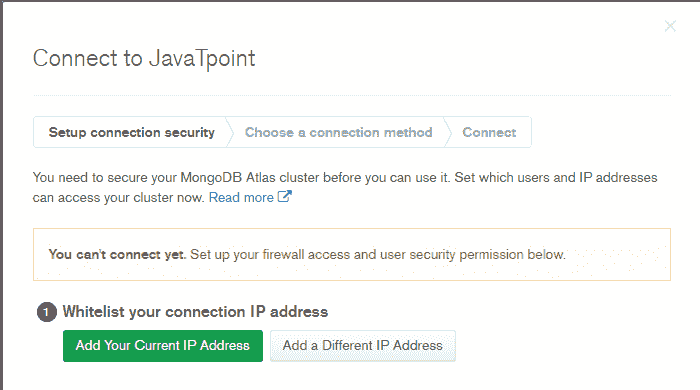 Connect to JavaTpoint
Setup connection security Choose a connection method Connect
You need to secure your MongoDB Atlas cluster before you can use it. Set which users and IP addresses
can access your cluster now. Read more
You can't connect yet. Set up your firewall access and user security permission below.
1 Whitelist your connection IP address
Add Your Current IP Address Add a Different IP Address